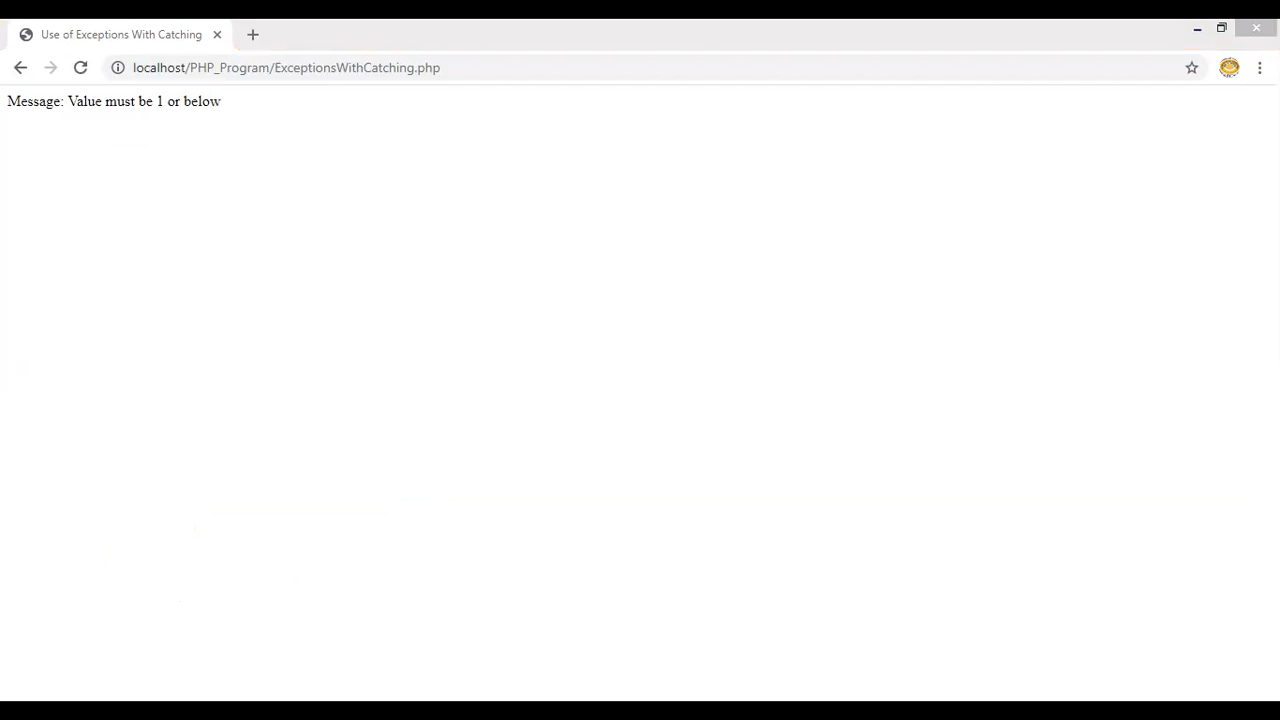 Use of Exceptions With Catching
localhost/PHP_Program/ExceptionsWithCatching.php
Message: Value must be 1 or below